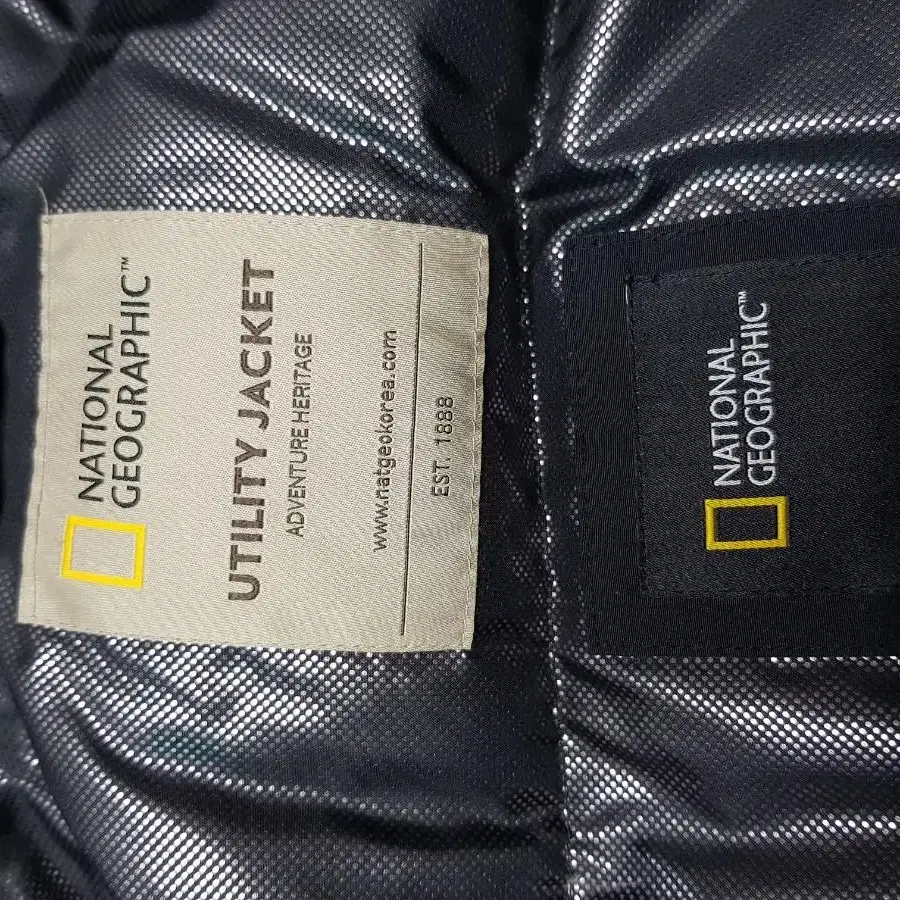 NATIONAL
GEOGRAPHIC™
UTILITY JACKET
ADVENTURE HERITAGE
www.natgeokorea.com
EST. 1888
NATIONAL
GEOGRAPHIC™